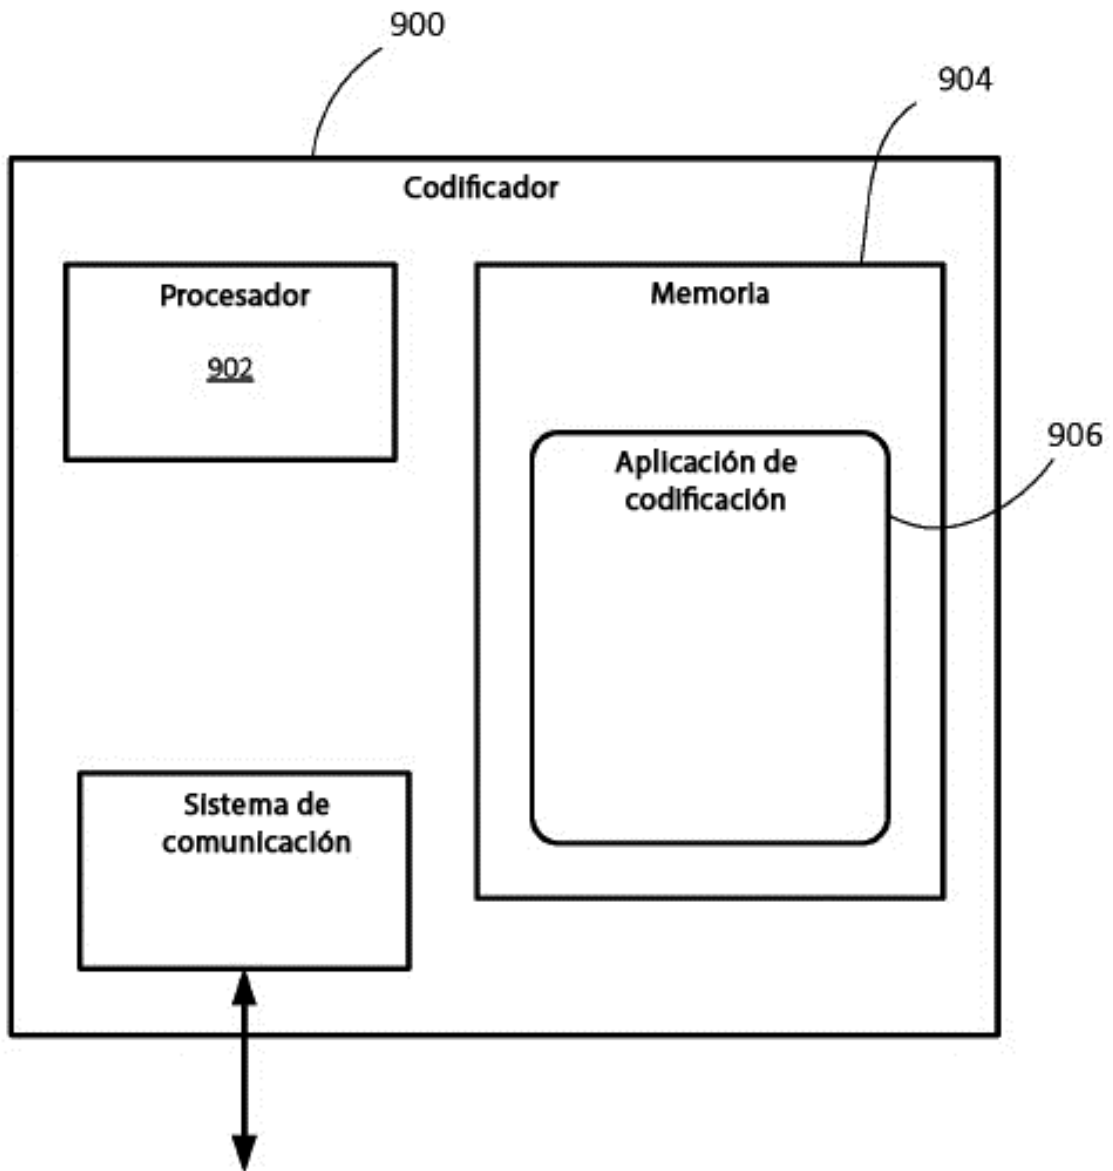 900
904
Codificador
Procesador
902
Memoria
Aplicación de
codificación
906
Sistema de
comunicación